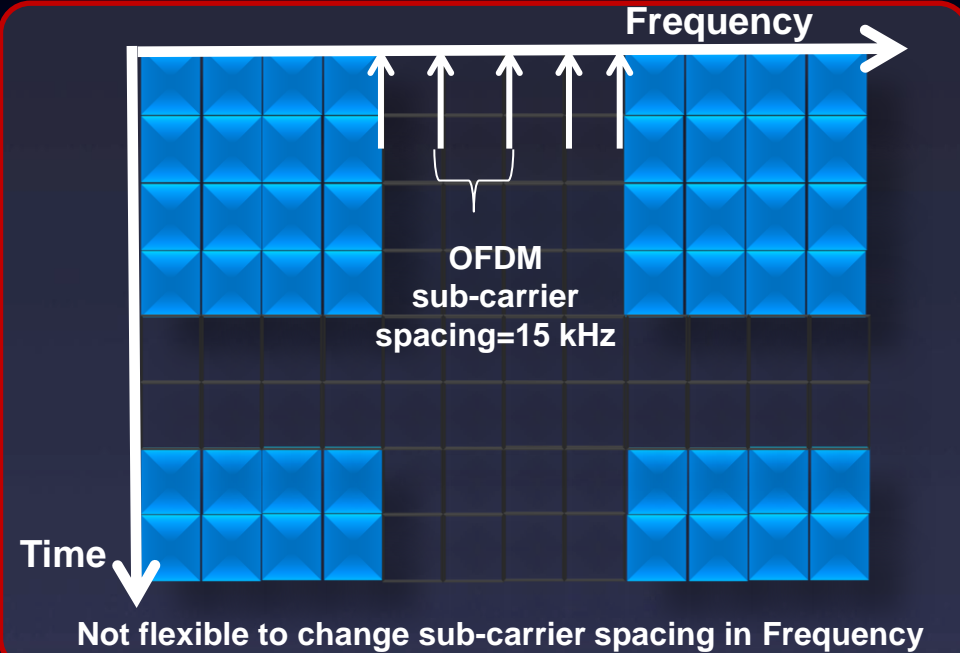 Frequency
OFDM
sub-carrier
spacing=15 kHz
Time
Not flexible to change sub-carrier spacing in Frequency